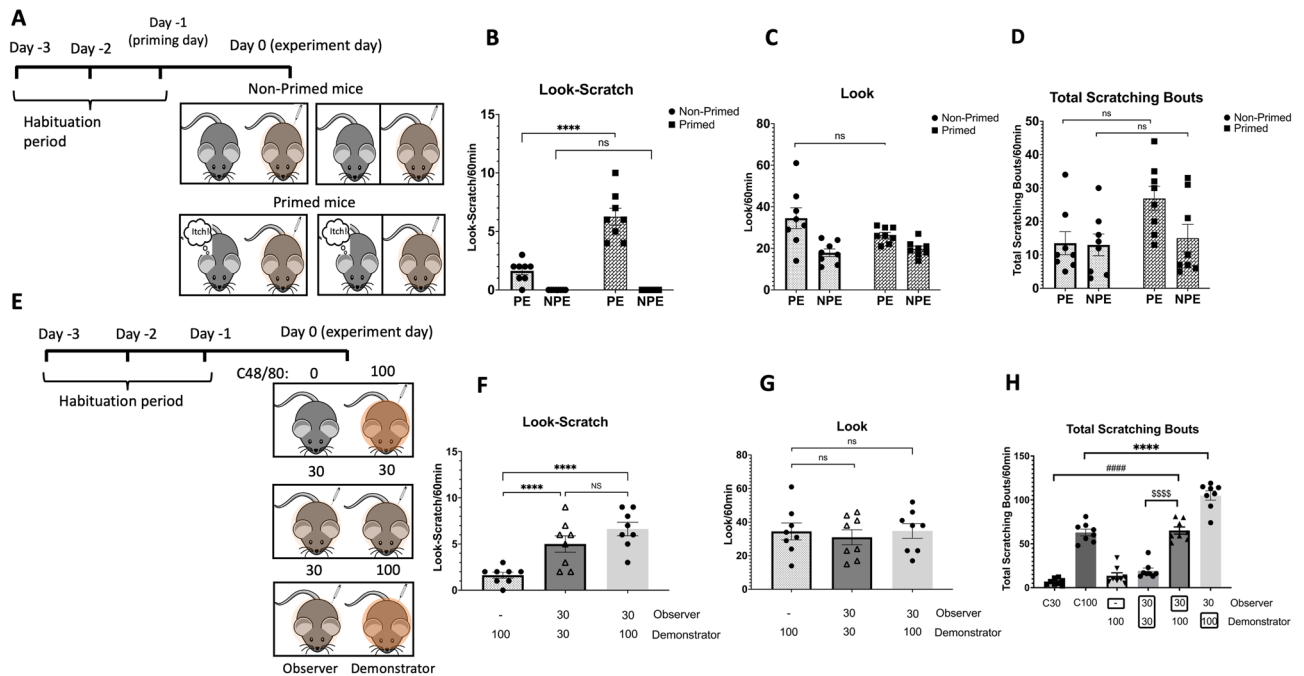 A
Day -3
Day -2
Day -1
(priming day)
Day 0 (experiment day)
Habituation
period
Non-Primed mice
Primed mice
Itch!
Itch!
B
Look-Scratch
Non-Primed
Primed
Look-Scratch/60min
15
10
5
0
****
ns
PE NPE PE NPE
C
Look
Non-Primed
Primed
Look/60min
80
60
40
20
0
ns
PE NPE PE NPE
D
Total Scratching Bouts
Non-Primed
Primed
Total Scratching Bouts/60min
50
40
30
20
10
0
ns
ns
PE NPE PE NPE
E
Day -3
Day -2
Day -1
Day 0 (experiment day)
Habituation period
C48/80: 0 100
30 30
30 100
Observer Demonstrator
F
Look-Scratch
Look-Scratch/60min
15
10
5
0
****
****
NS
- 30 30 Observer
100 30 100 Demonstrator
G
Look
Look/60min
80
60
40
20
0
ns
ns
- 30 30 Observer
100 30 100 Demonstrator
H
Total Scratching Bouts
Total Scratching Bouts/60min
150
100
50
0
****
####
$$$$
C30 C100 - 30 30 30 Observer
100 30 100 100 Demonstrator